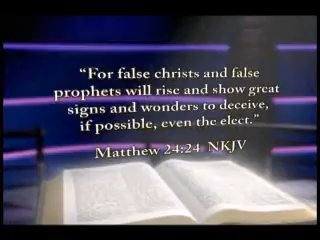 “For false christs and false
prophets will rise and show great
signs and wonders to deceive,
if possible, even the elect.”
Matthew 24:24 NKJV